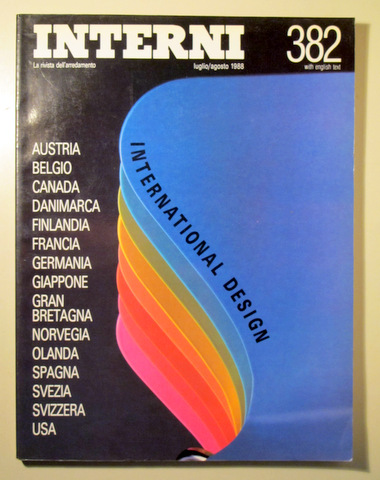 INTERNI
382
La rivista dell'arredamento
luglio/agosto 1988
with english text
INTERNATIONAL DESIGN
AUSTRIA
BELGIO
CANADA
DANIMARCA
FINLANDIA
FRANCIA
GERMANIA
GIAPPONE
GRAN
BRETAGNA
NORVEGIA
OLANDA
SPAGNA
SVEZIA
SVIZZERA
USA